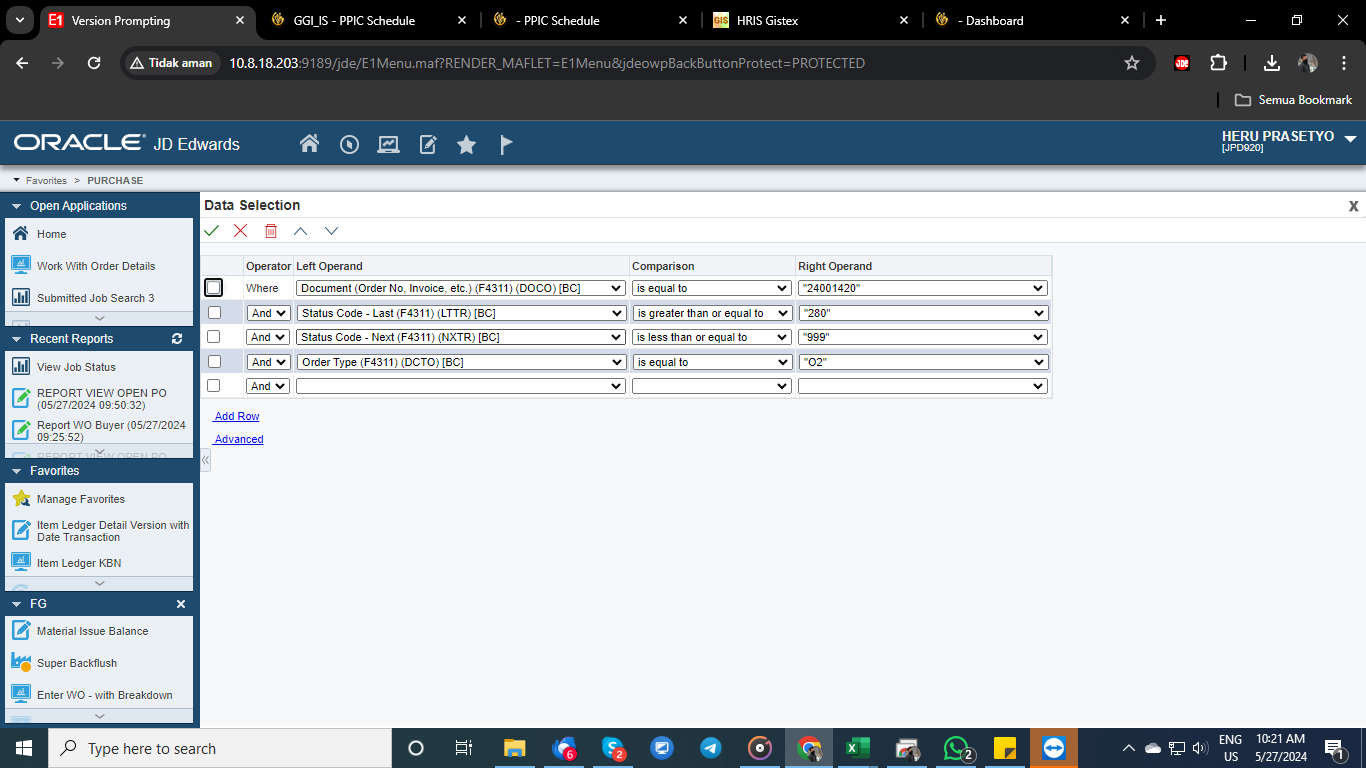 Version Prompting
GGI_IS - PPIC Schedule
- PPIC Schedule
HRIS Gistex
- Dashboard
Tidak aman
10.8.18.203:9189/jde/E1Menu.maf?RENDER_MAFLET=E1Menu&jdeowpBackButtonProtect=PROTECTED
Semua Bookmark
ORACLE JD Edwards
HERU PRASETYO
[JPD920]
Favorites > PURCHASE
Open Applications
Home
Work With Order Details
Submitted Job Search 3
Recent Reports
View Job Status
REPORT VIEW OPEN PO
(05/27/2024 09:50:32)
Report WO Buyer (05/27/2024
09:25:52)
REPORT VIEW OPEN PO
Favorites
Manage Favorites
Item Ledger Detail Version with
Date Transaction
Item Ledger KBN
FG
Material Issue Balance
Super Backflush
Enter WO - with Breakdown
Data Selection
X
Operator Left Operand Comparison Right Operand
Where Document (Order No, Invoice, etc.) (F4311) (DOCO) [BC] is equal to "24001420"
And Status Code - Last (F4311) (LTTR) [BC] is greater than or equal to "280"
And Status Code - Next (F4311) (NXTR) [BC] is less than or equal to "999"
And Order Type (F4311) (DCTO) [BC] is equal to "O2"
And
Add Row
Advanced
Type here to search
6
2
2
ENG
US
10:21 AM
5/27/2024
1